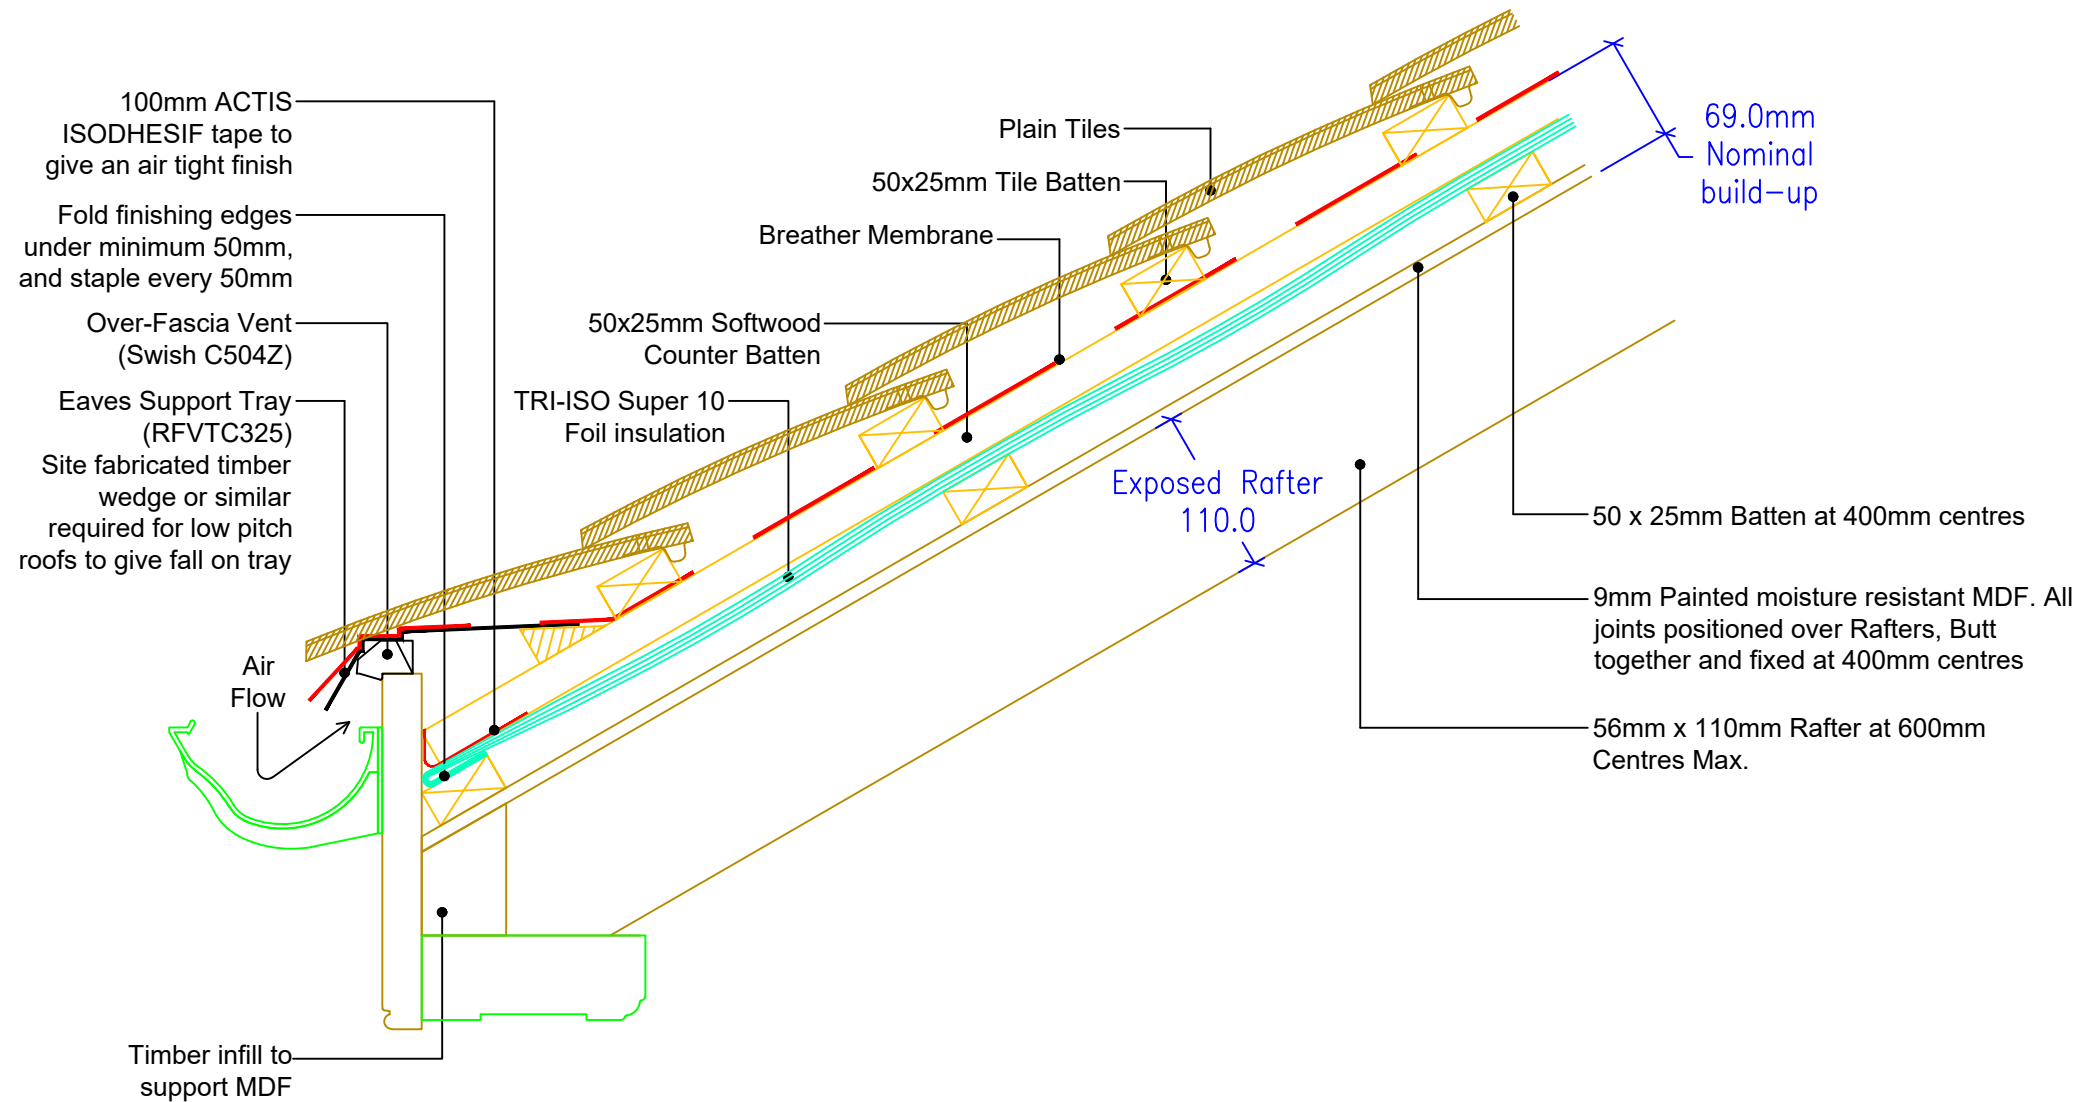 100mm ACTIS
ISODHESIF tape to
give an air tight finish
Fold finishing edges
under minimum 50mm,
and staple every 50mm
Over-Fascia Vent
(Swish C504Z)
Eaves Support Tray
(RFVTC325)
Site fabricated timber
wedge or similar
required for low pitch
roofs to give fall on tray
Air
Flow
Timber infill to
support MDF
Plain Tiles
50x25mm Tile Batten
Breather Membrane
50x25mm Softwood
Counter Batten
TRI-ISO Super 10
Foil insulation
Exposed Rafter
110.0
69.0mm
Nominal
build-up
50 x 25mm Batten at 400mm centres
9mm Painted moisture resistant MDF. All
joints positioned over Rafters, Butt
together and fixed at 400mm centres
56mm x 110mm Rafter at 600mm
Centres Max.